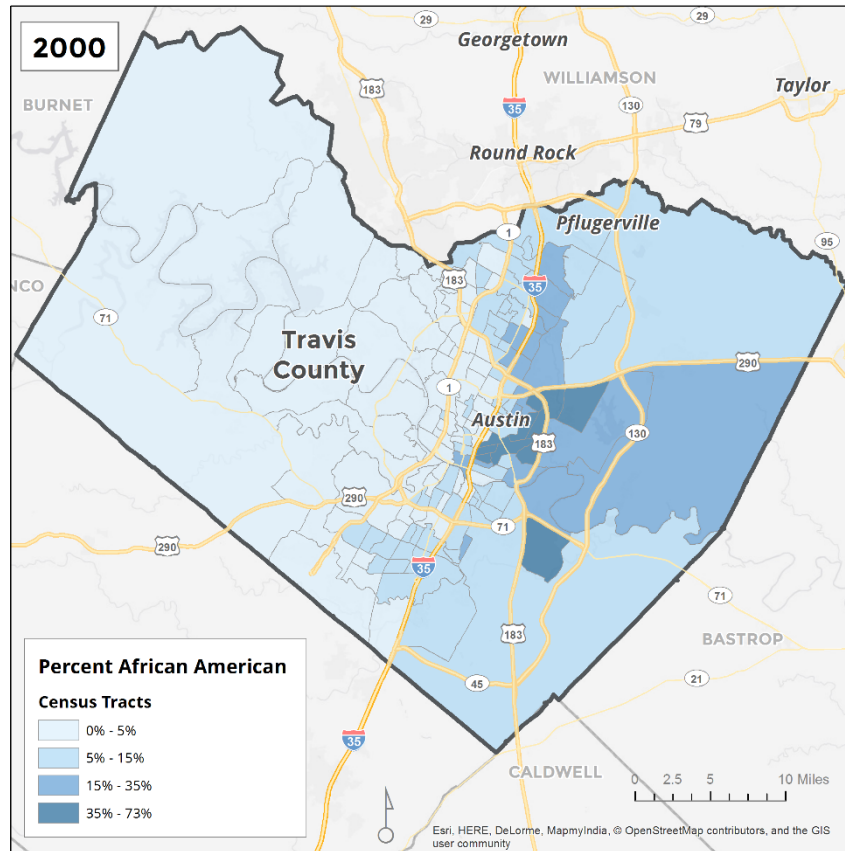 2000
29
29
Georgetown
183
WILLIAMSON
Taylor
BURNET
35
130
79
Round Rock
Pflugerville
1
95
183
35
NCO
71
Travis
County
290
1
Austin
183
130
290
71
290
35
71
183
BASTROP
45
21
35
CALDWELL
Percent African American
Census Tracts
0% - 5%
5% - 15%
15% - 35%
35% - 73%
0 2.5 5 10 Miles
Esri, HERE, DeLorme, MapmyIndia, © OpenStreetMap contributors, and the GIS
user community